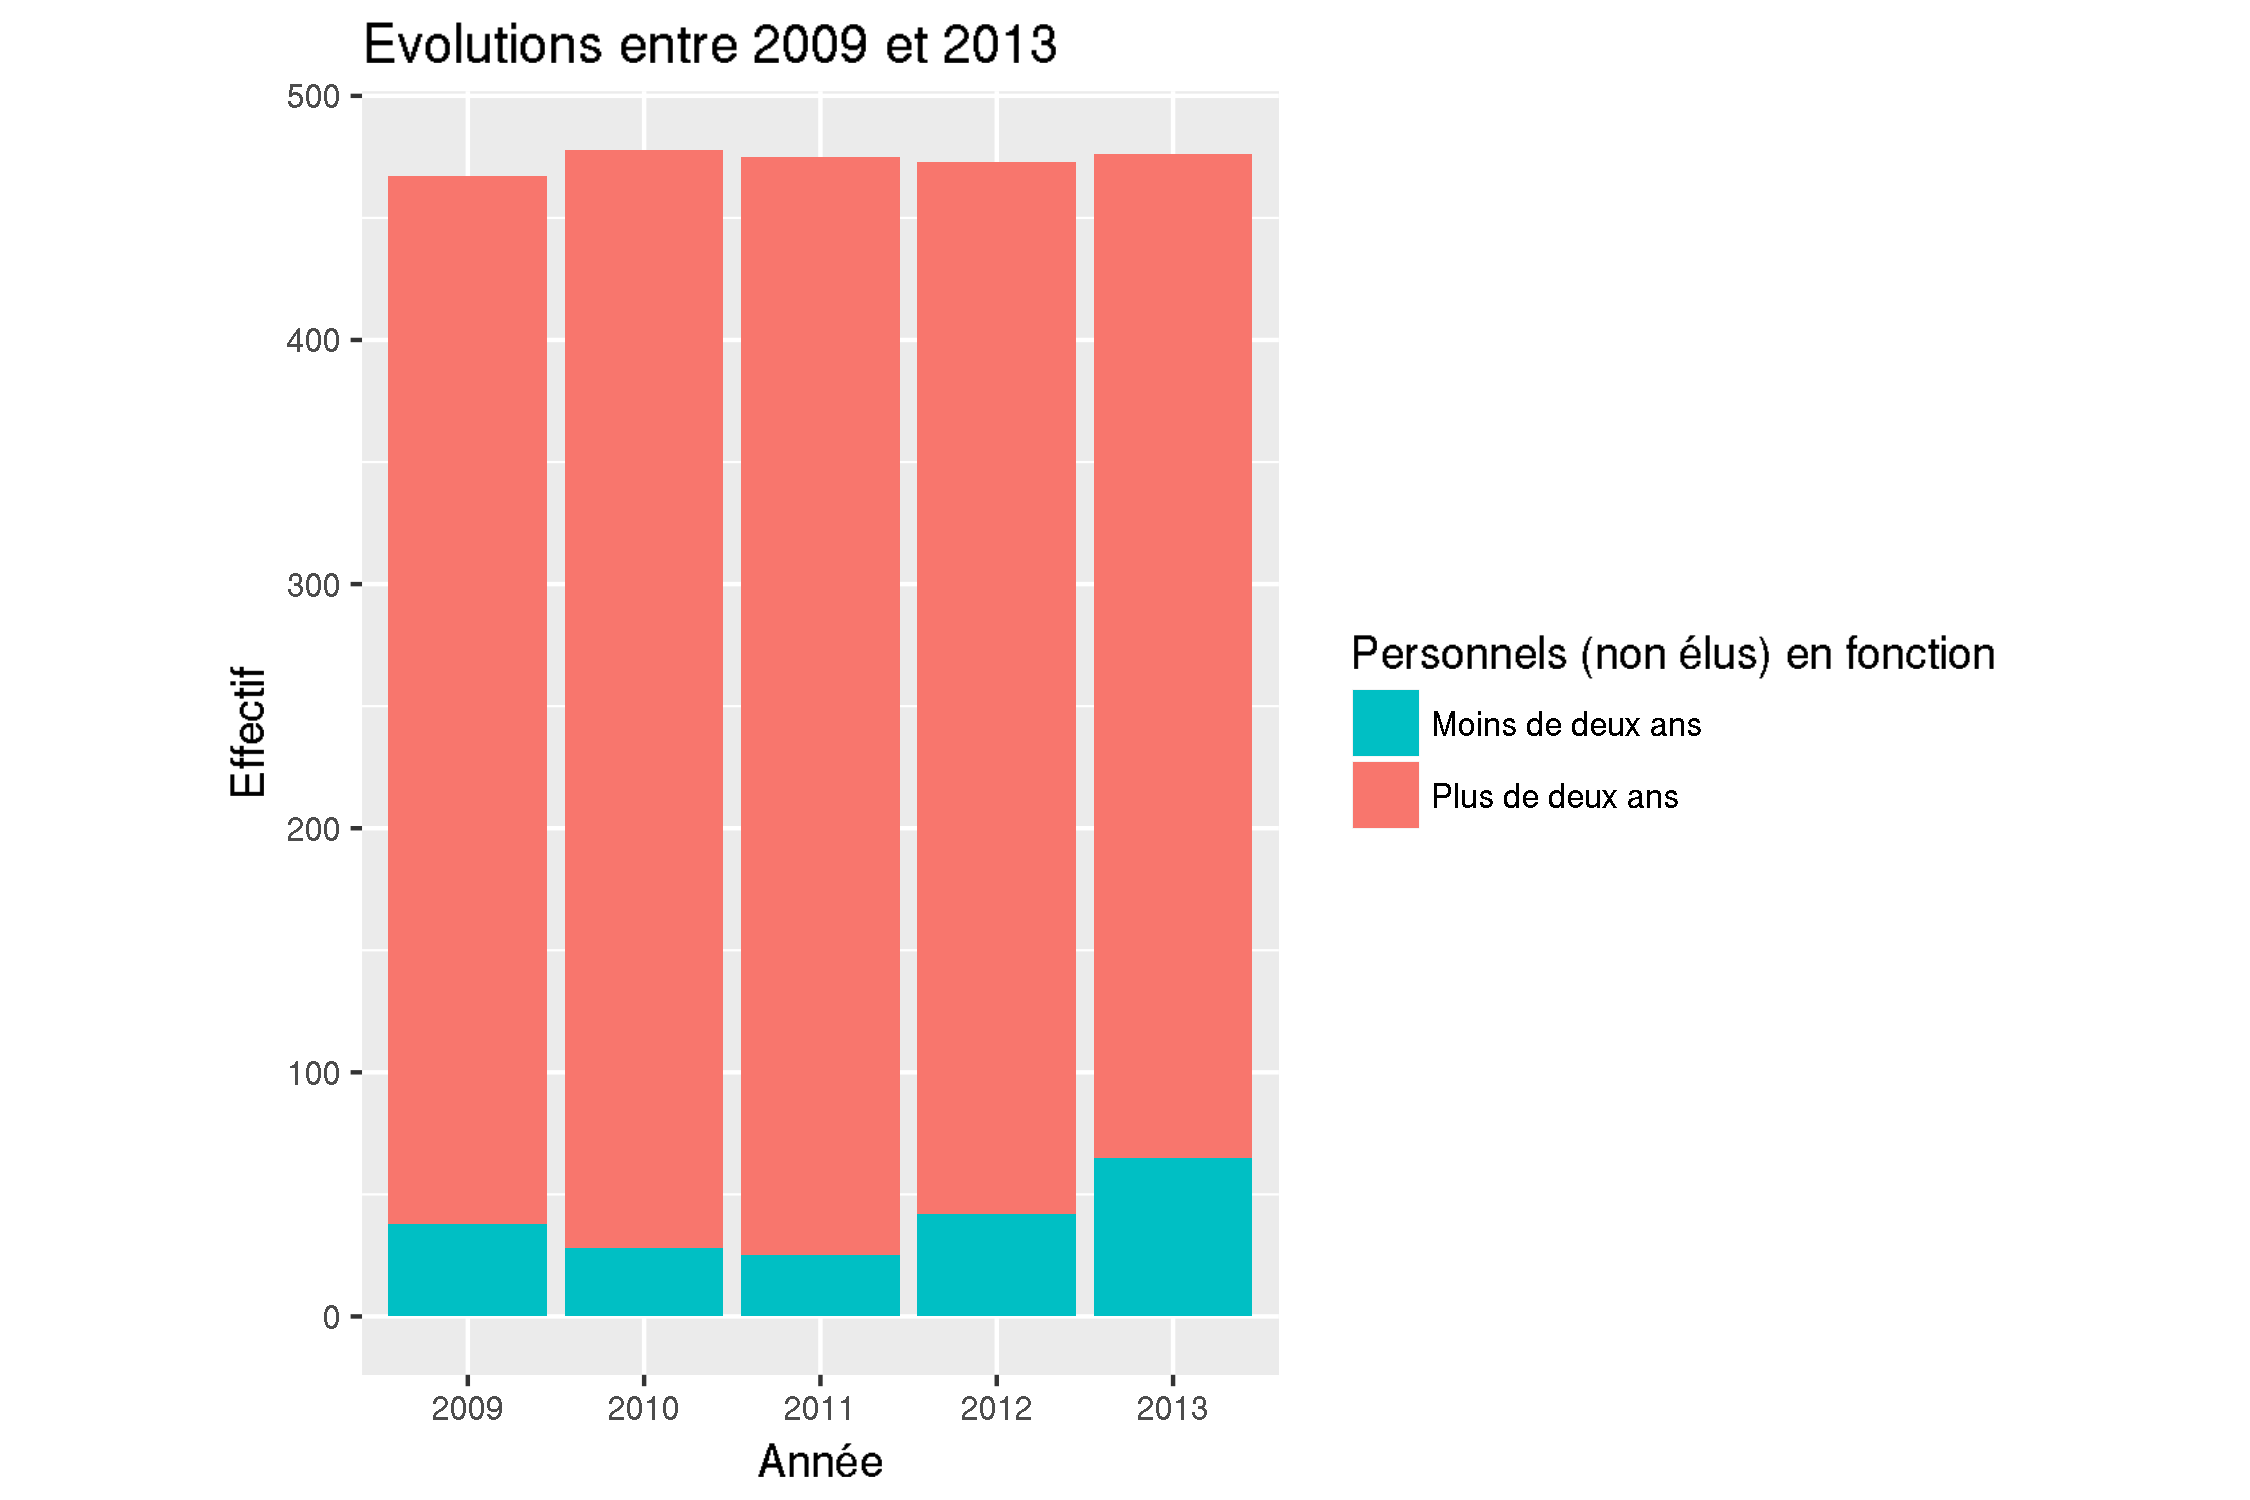 Evolutions entre 2009 et 2013
500
400
300
200
100
0
Effectif
2009 2010 2011 2012 2013
Année
Personnels (non élus) en fonction
Moins de deux ans
Plus de deux ans